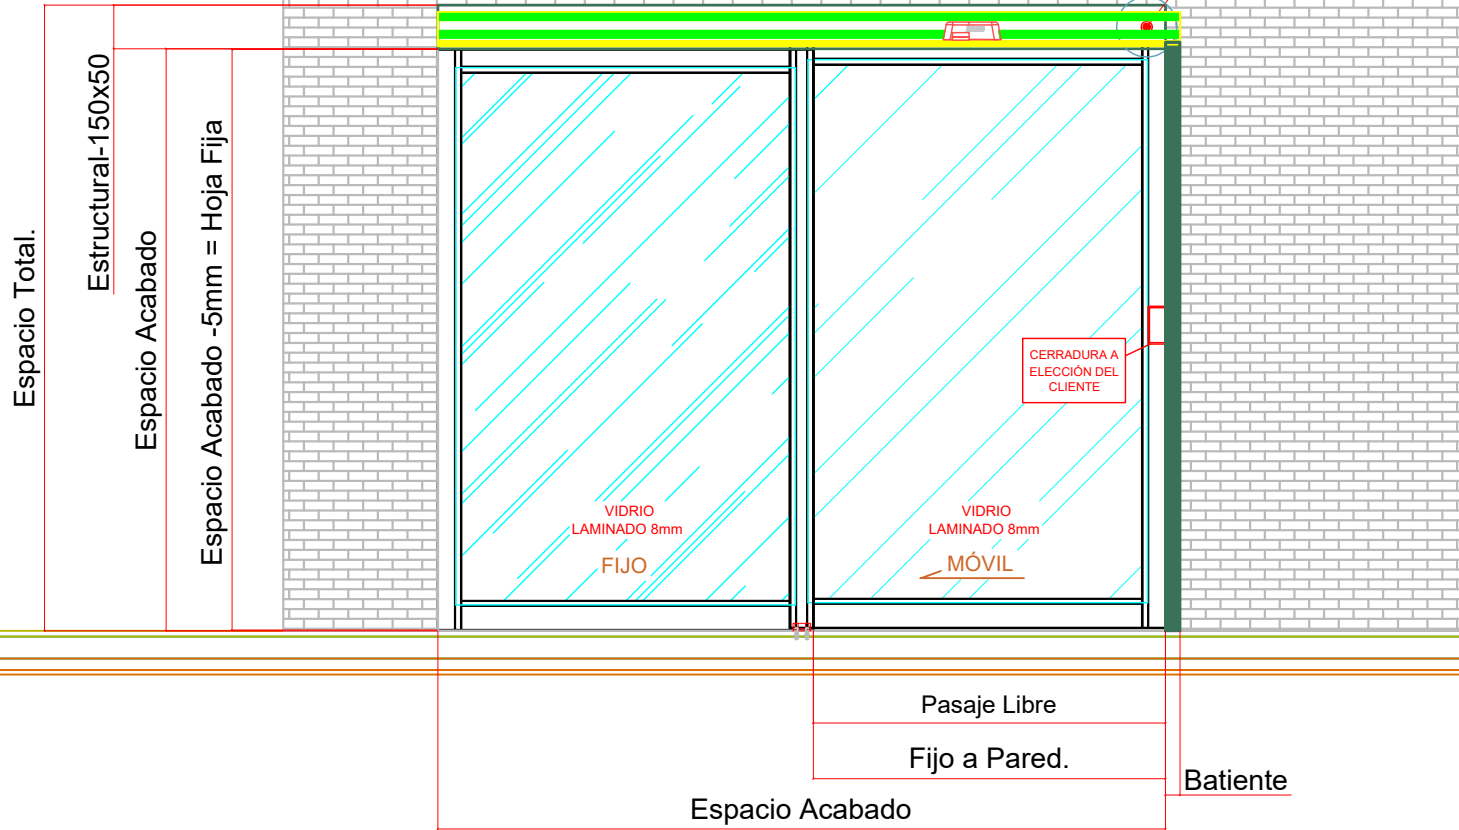 Espacio Total.
Estructural-150x50
Espacio Acabado
Espacio Acabado -5mm = Hoja Fija
CERRADURA A
ELECCIÓN DEL
CLIENTE
VIDRIO
LAMINADO 8mm
FIJO
VIDRIO
LAMINADO 8mm
MÓVIL
Pasaje Libre
Fijo a Pared.
Batiente
Espacio Acabado